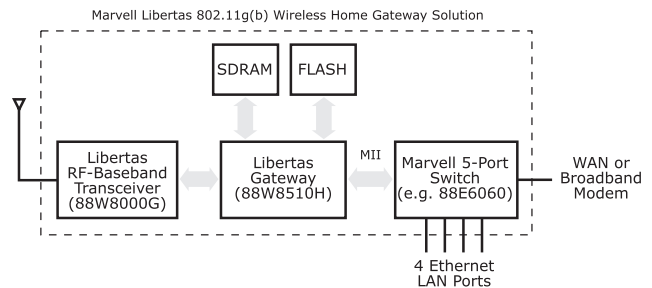 Marvell Libertas 802.11g(b) Wireless Home Gateway Solution
SDRAM
FLASH
Libertas
RF-Baseband
Transceiver
(88W8000G)
Libertas
Gateway
(88W8510H)
MII
Marvell 5-Port
Switch
(e.g. 88E6060)
WAN or
Broadband
Modem
4 Ethernet
LAN Ports